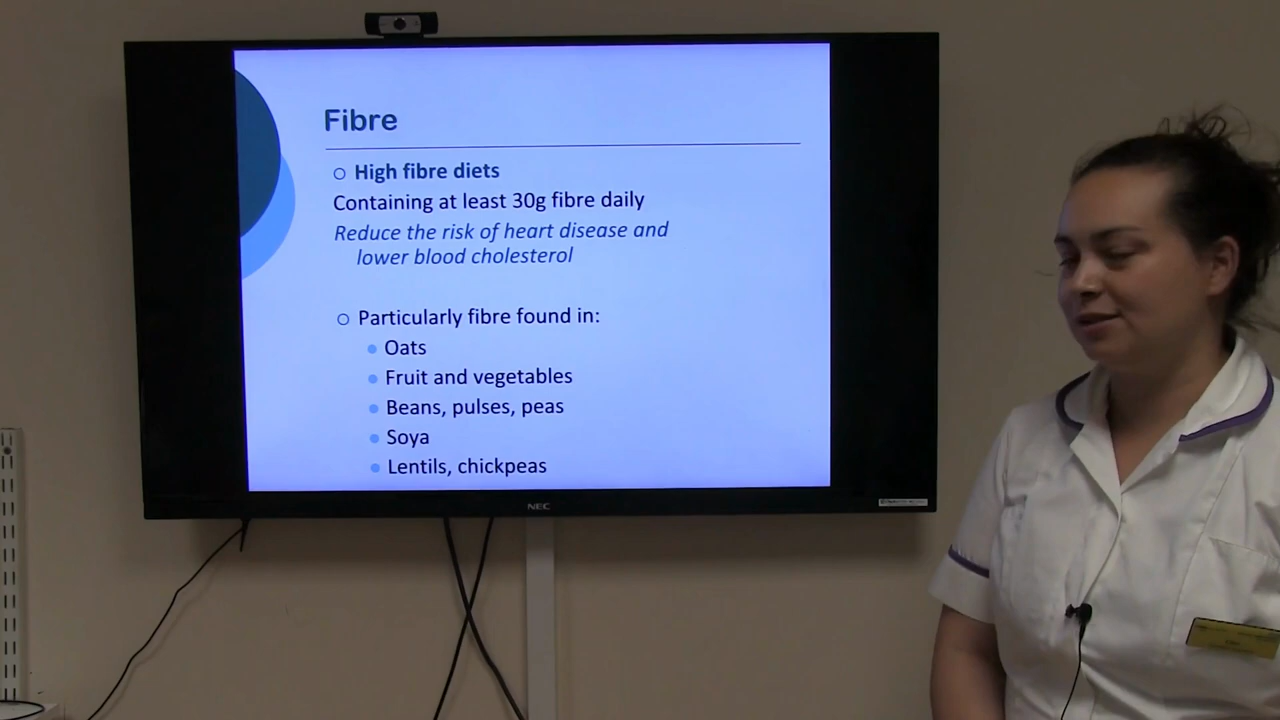 Fibre
High fibre diets
Containing at least 30g fibre daily
Reduce the risk of heart disease and
lower blood cholesterol
Particularly fibre found in:
Oats
Fruit and vegetables
Beans, pulses, peas
Soya
Lentils, chickpeas
NEC